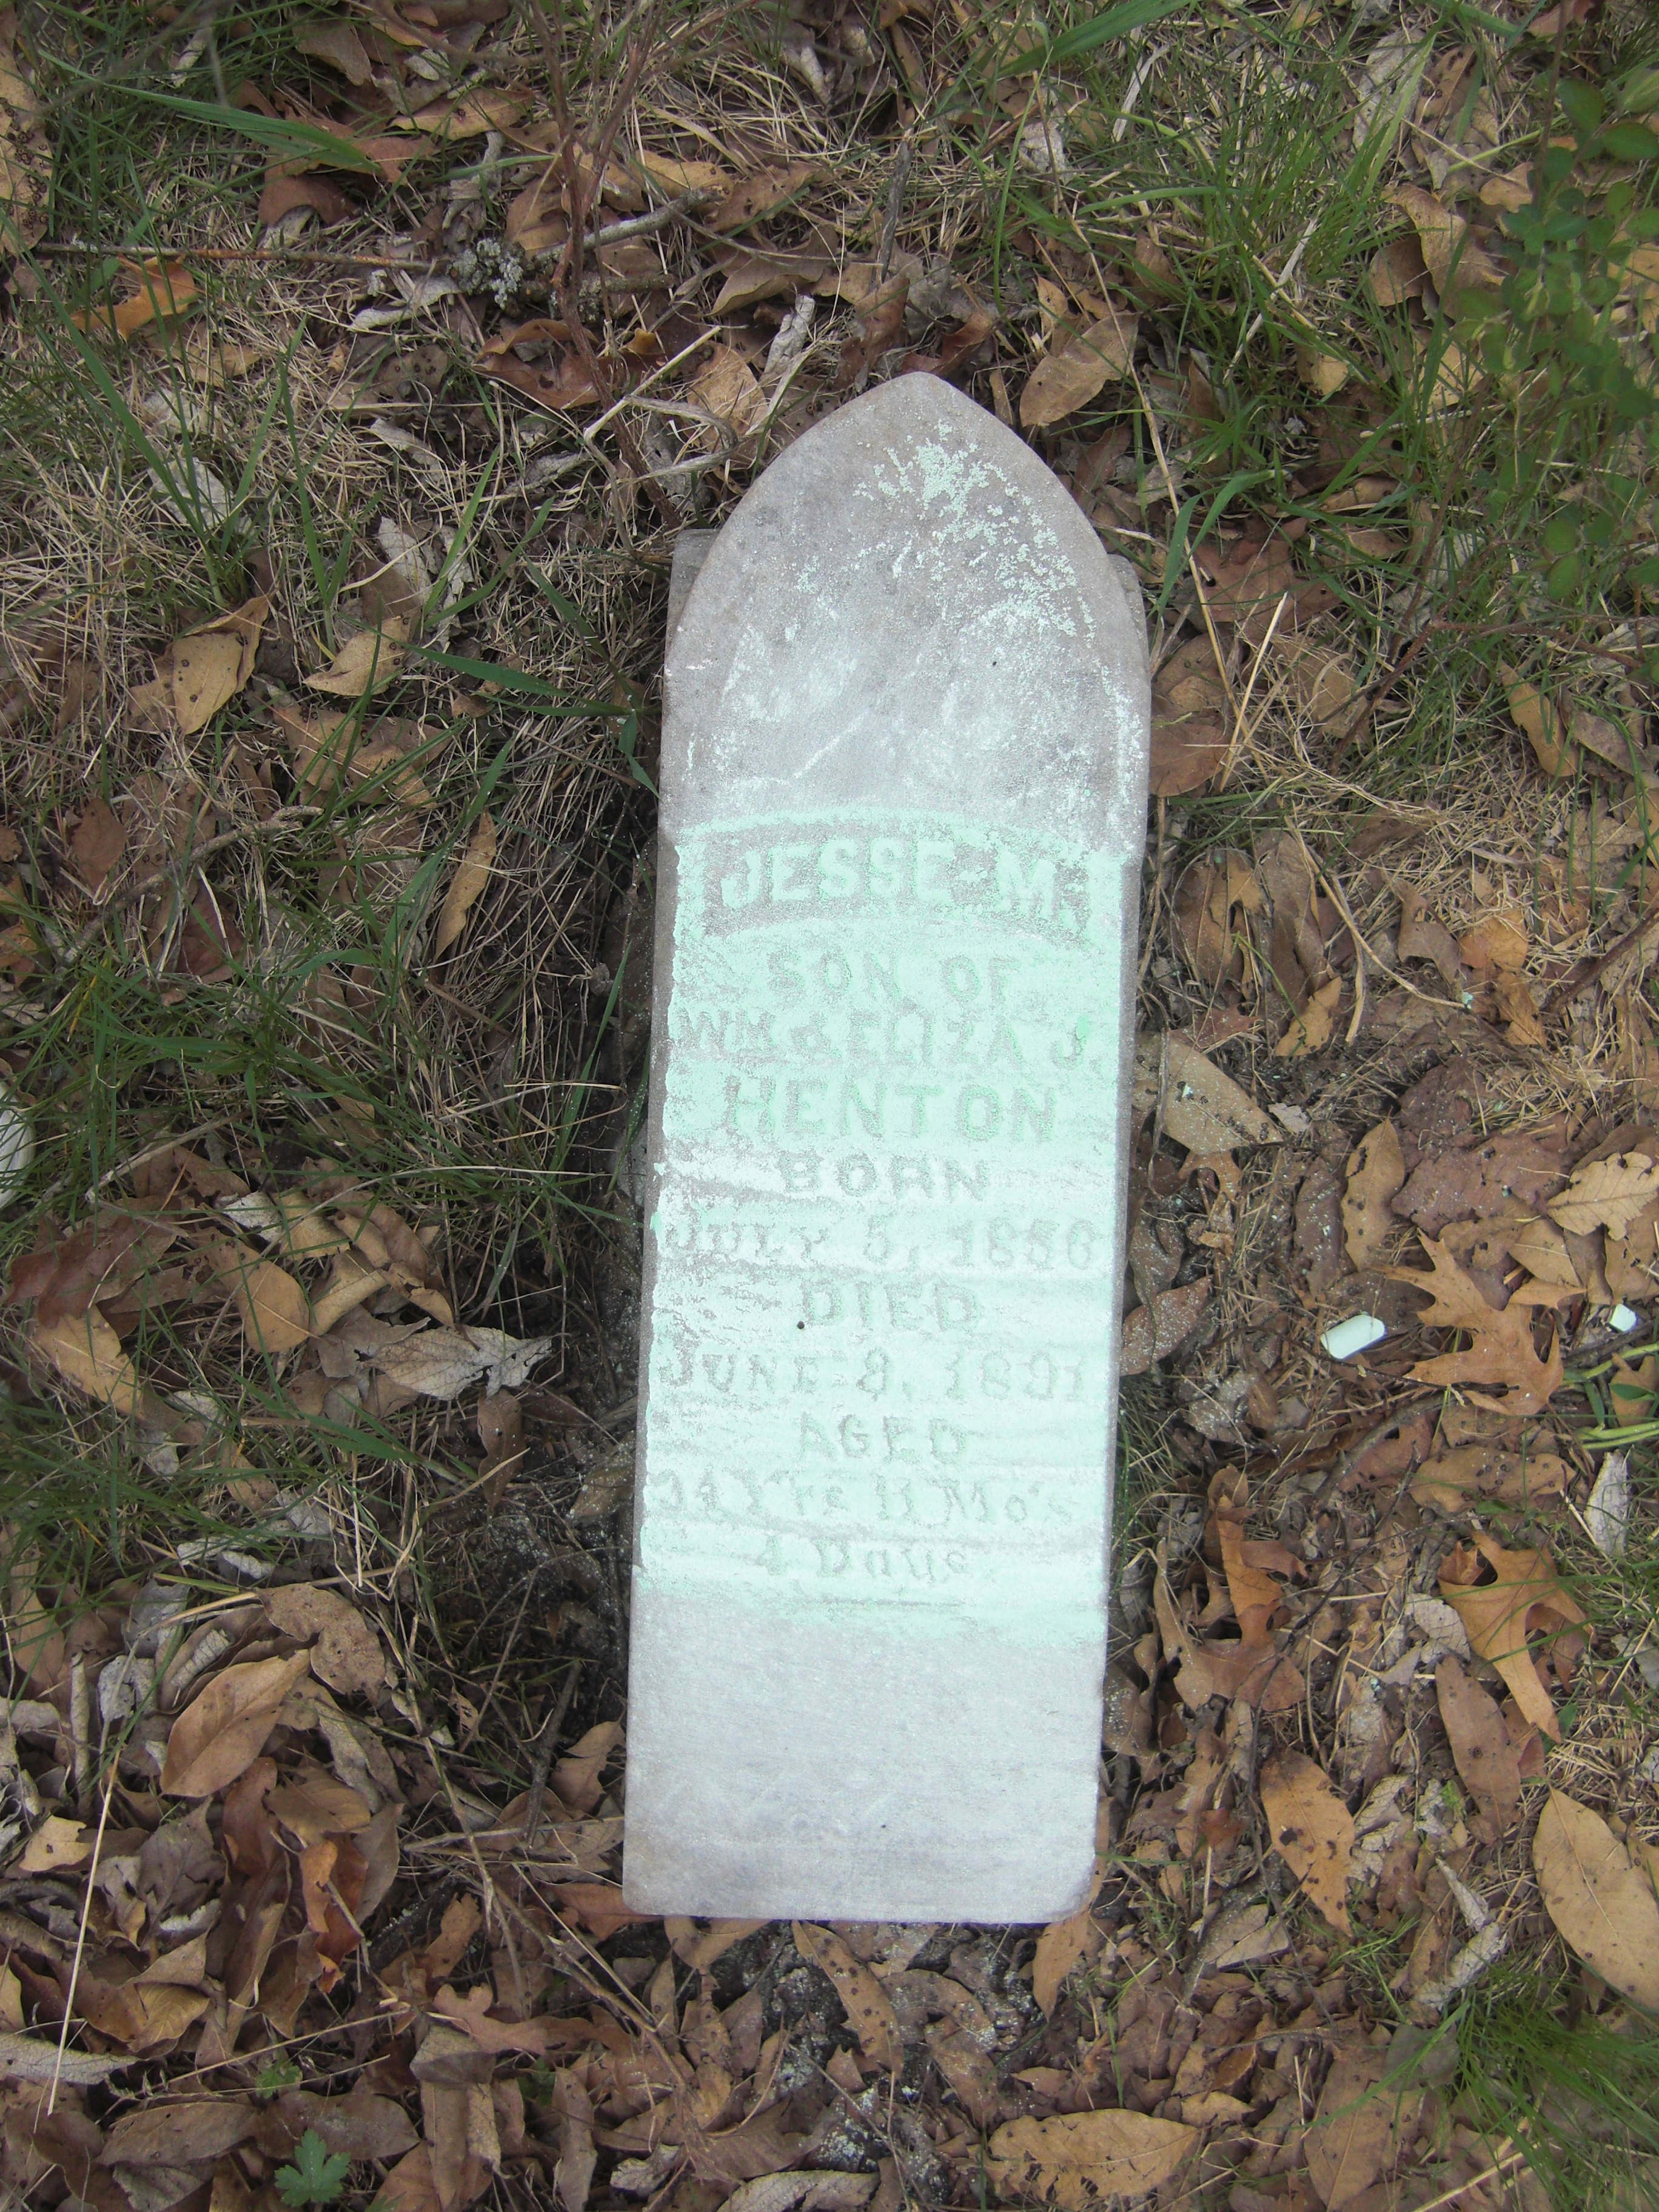 JESSE M.
SON OF
WM & ELIZA J.
HENTON
BORN
JULY 5, 1856
DIED
JUNE 8, 1891
AGED
34 Yrs 11 Mo's
4 Days.